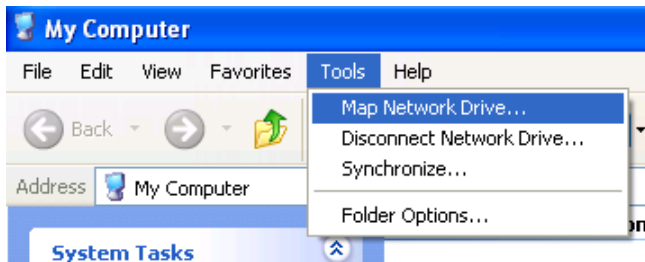 My Computer
File Edit View Favorites Tools Help
Map Network Drive...
Back
Disconnect Network Drive...
Synchronize...
Address My Computer
Folder Options...
System Tasks